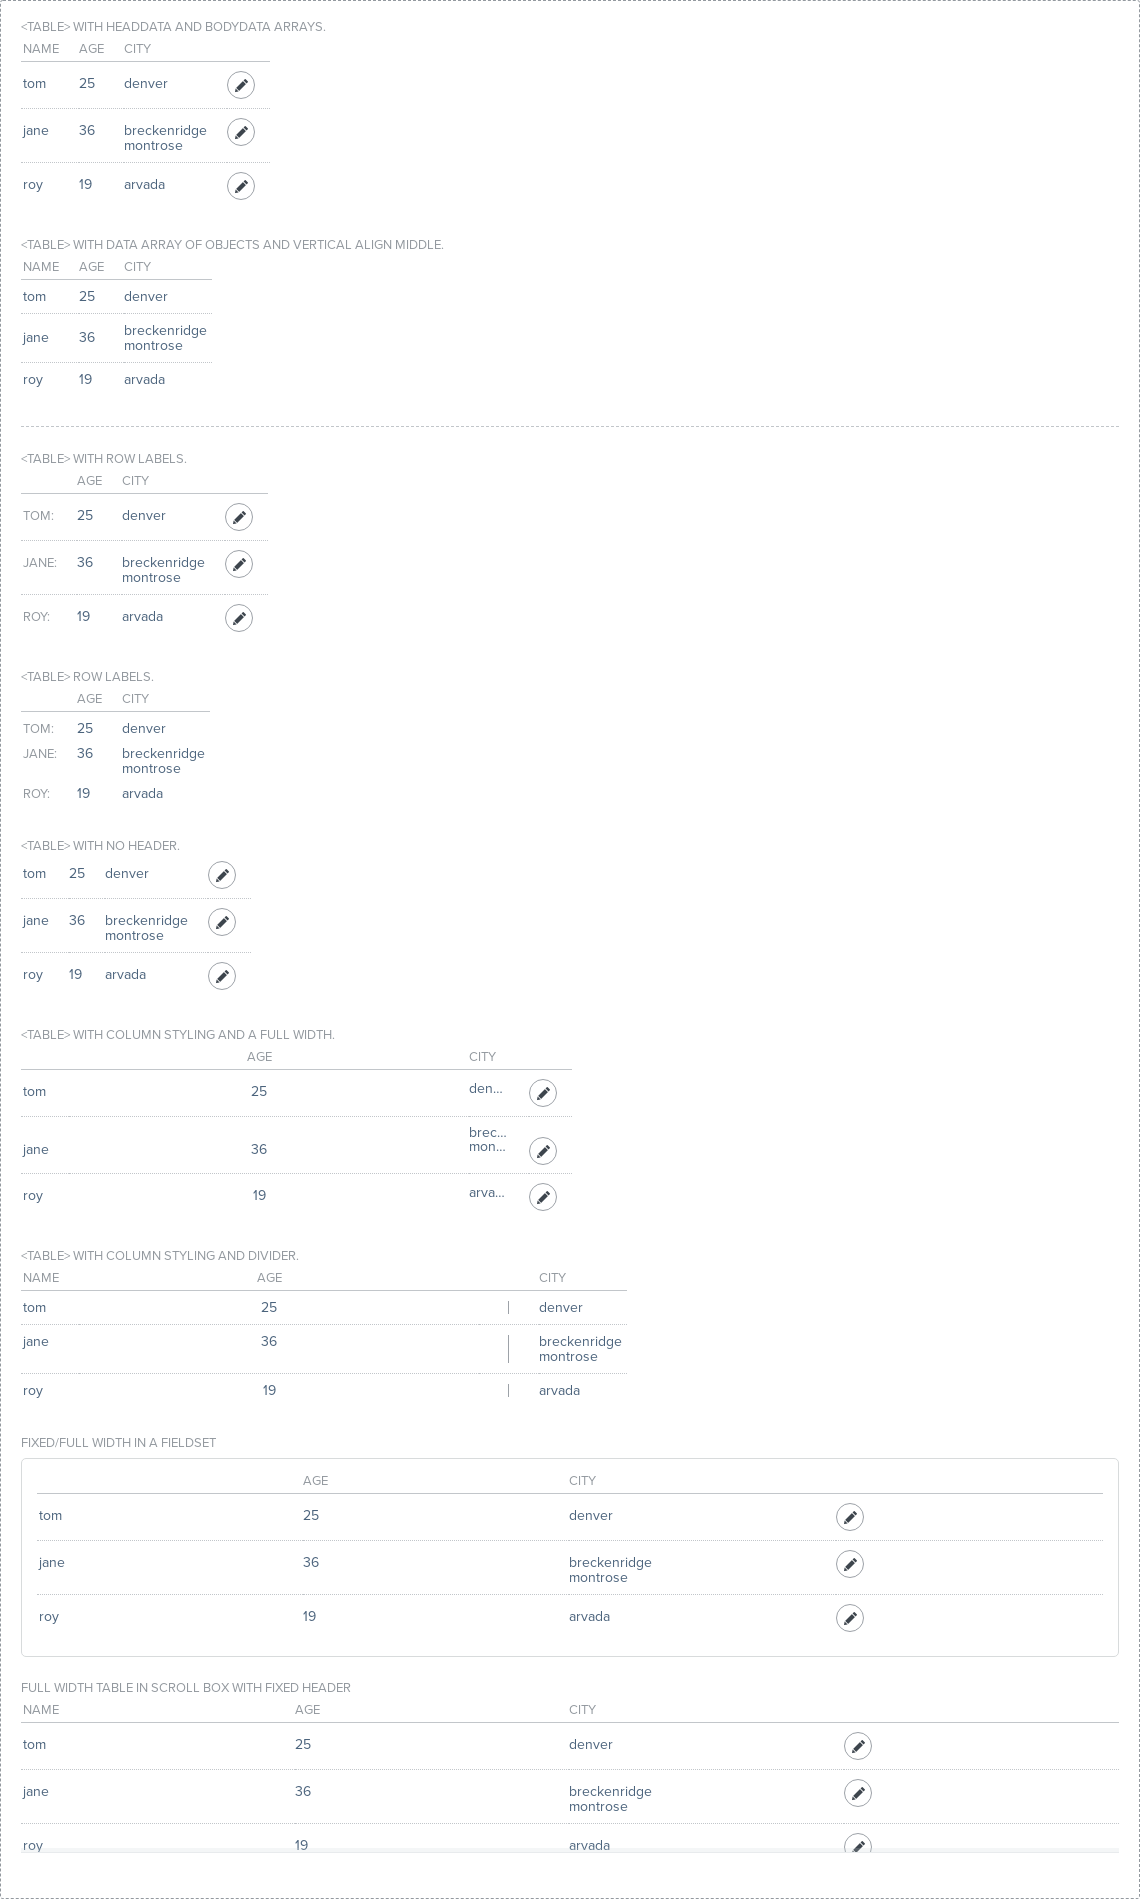 <TABLE> WITH HEADDATA AND BODYDATA ARRAYS.
NAME AGE CITY
tom 25 denver
jane 36 breckenridge
montrose
roy 19 arvada
<TABLE> WITH DATA ARRAY OF OBJECTS AND VERTICAL ALIGN MIDDLE.
NAME AGE CITY
tom 25 denver
jane 36 breckenridge
montrose
roy 19 arvada
<TABLE> WITH ROW LABELS.
AGE CITY
TOM: 25 denver
JANE: 36 breckenridge
montrose
ROY: 19 arvada
<TABLE> ROW LABELS.
AGE CITY
TOM: 25 denver
JANE: 36 breckenridge
montrose
ROY: 19 arvada
<TABLE> WITH NO HEADER.
tom 25 denver
jane 36 breckenridge
montrose
roy 19 arvada
<TABLE> WITH COLUMN STYLING AND A FULL WIDTH.
AGE CITY
tom 25 den...
brec...
jane 36 mon...
roy 19 arva...
<TABLE> WITH COLUMN STYLING AND DIVIDER.
NAME AGE CITY
tom 25 denver
jane 36 breckenridge
montrose
roy 19 arvada
FIXED/FULL WIDTH IN A FIELDSET
AGE CITY
tom 25 denver
jane 36 breckenridge
montrose
roy 19 arvada
FULL WIDTH TABLE IN SCROLL BOX WITH FIXED HEADER
NAME AGE CITY
tom 25 denver
jane 36 breckenridge
montrose
roy 19 arvada